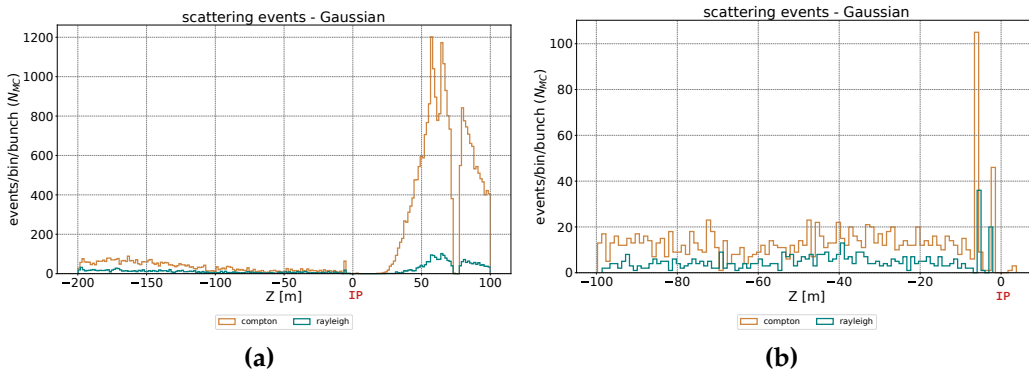 scattering events - Gaussian
events/bin/bunch (N_MC)
1200
1000
800
600
400
200
0
−200 −150 −100 −50 0 50 100
Z [m]
IP
compton rayleigh
(a)
scattering events - Gaussian
events/bin/bunch (N_MC)
100
80
60
40
20
0
−100 −80 −60 −40 −20 0
Z [m]
IP
compton rayleigh
(b)